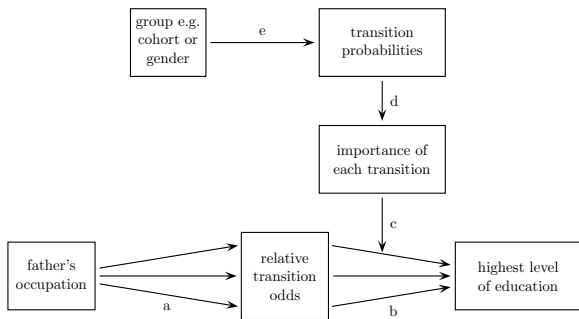 group e.g.
cohort or
gender
e
transition
probabilities
d
importance of
each transition
c
father's
occupation
a
relative
transition
odds
b
highest level
of education